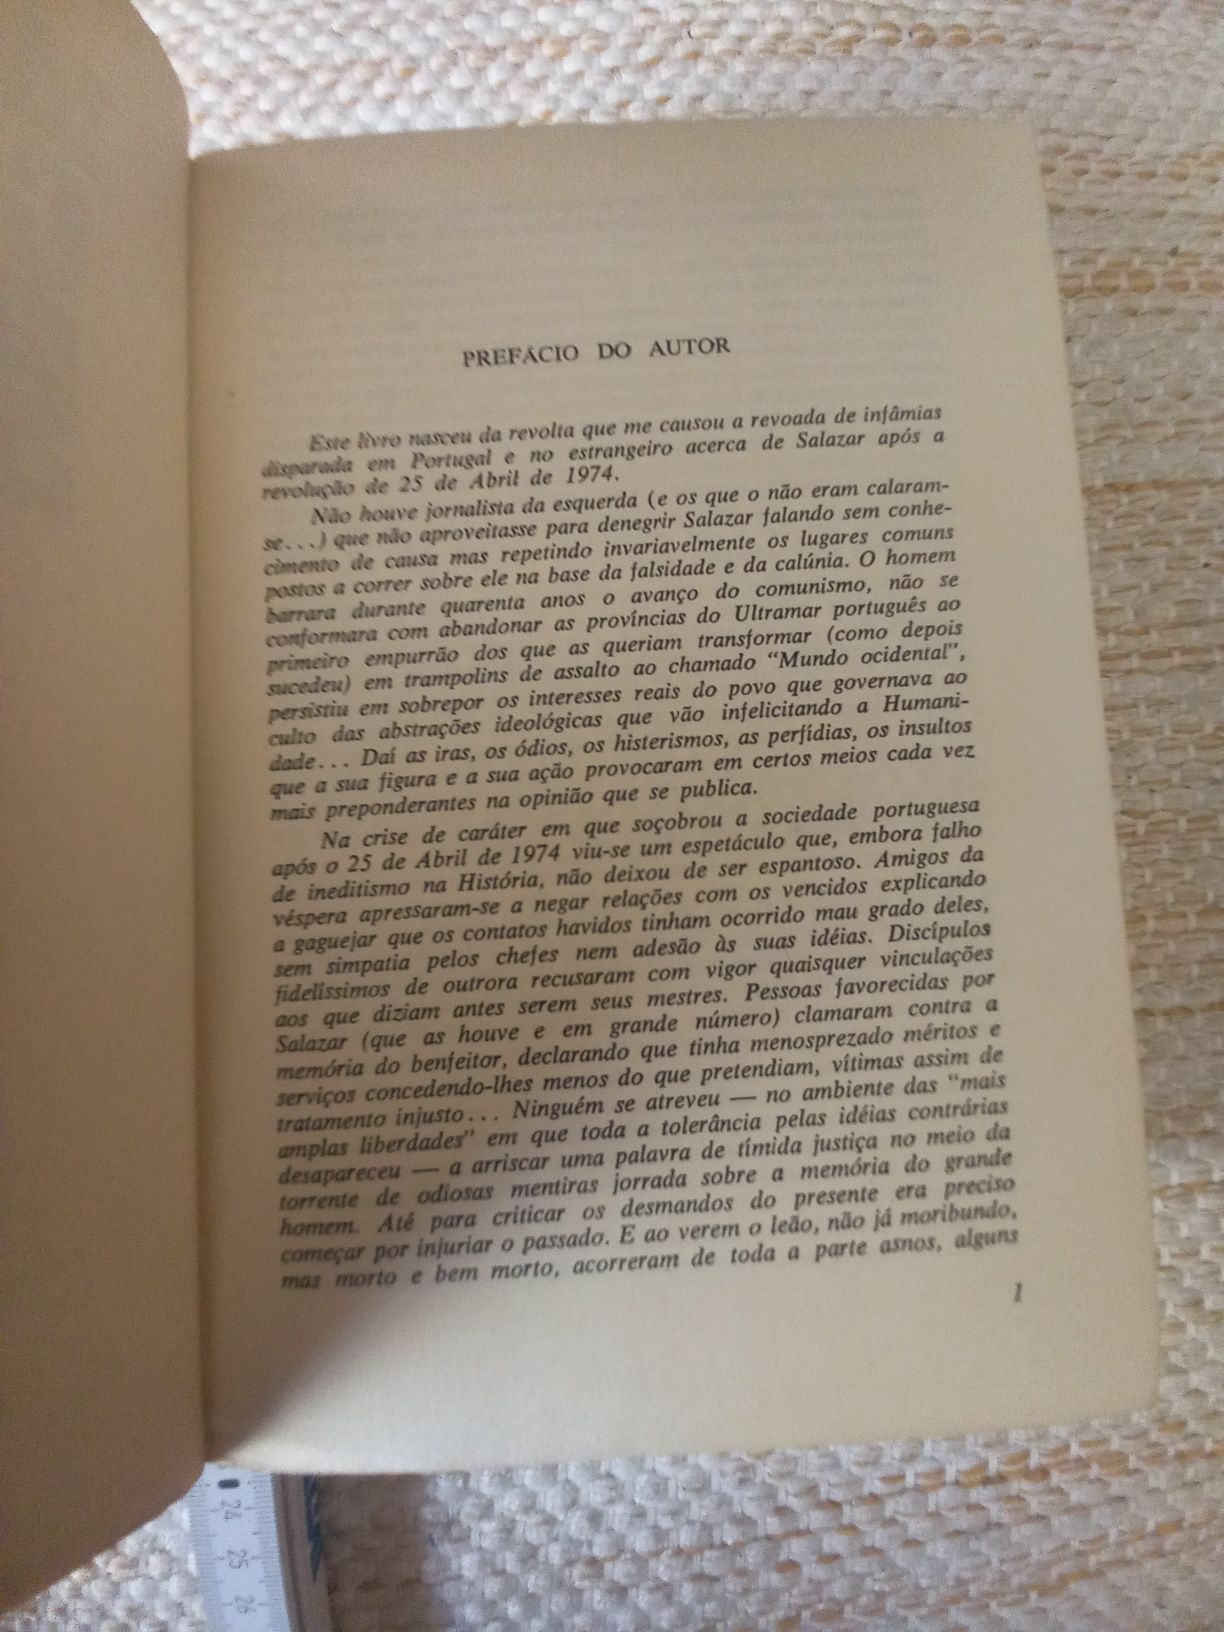 PREFÁCIO DO AUTOR
Este livro nasceu da revolta que me causou a revoada de infâmias
disparada em Portugal e no estrangeiro acerca de Salazar após a
revolução de 25 de Abril de 1974.
Não houve jornalista da esquerda (e os que o não eram calaram-
se...) que não aproveitasse para denegrir Salazar falando sem conhe-
cimento de causa mas repetindo invariavelmente os lugares comuns
postos a correr sobre ele na base da falsidade e da calúnia. O homem
barrara durante quarenta anos o avanço do comunismo, não se
conformara com abandonar as províncias do Ultramar português ao
primeiro empurrão dos que as queriam transformar (como depois
sucedeu) em trampolins de assalto ao chamado “Mundo ocidental”,
persistiu em sobrepor os interesses reais do povo que governava ao
culto das abstrações ideológicas que vão infelicitando a Humani-
dade... Daí as iras, os ódios, os histerismos, as perfídias, os insultos
que a sua figura e a sua ação provocaram em certos meios cada vez
mais preponderantes na opinião que se publica.
Na crise de caráter em que soçobrou a sociedade portuguesa
após o 25 de Abril de 1974 viu-se um espetáculo que, embora falho
de ineditismo na História, não deixou de ser espantoso. Amigos da
véspera apressaram-se a negar relações com os vencidos explicando
a gaguejar que os contatos havidos tinham ocorrido mau grado deles,
sem simpatia pelos chefes nem adesão às suas idéias. Discípulos
fidelíssimos de outrora recusaram com vigor quaisquer vinculações
aos que diziam antes serem seus mestres. Pessoas favorecidas por
Salazar (que as houve e em grande número) clamaram contra a
memória do benfeitor, declarando que tinha menosprezado méritos e
serviços concedendo-lhes menos do que pretendiam, vítimas assim de
tratamento injusto... Ninguém se atreveu — no ambiente das “mais
amplas liberdades” em que toda a tolerância pelas idéias contrárias
desapareceu — a arriscar uma palavra de tímida justiça no meio da
torrente de odiosas mentiras jorrada sobre a memória do grande
homem. Até para criticar os desmandos do presente era preciso
começar por injuriar o passado. E ao verem o leão, não já moribundo,
mas morto e bem morto, acorreram de toda a parte asnos, alguns
I
24
25
26